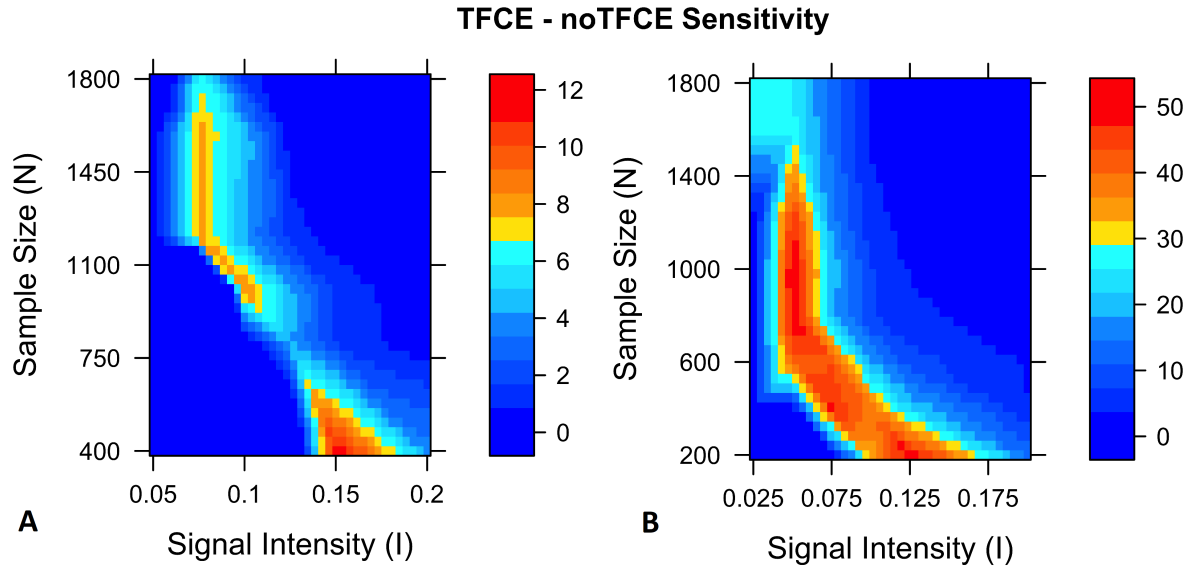 TFCE - noTFCE Sensitivity
Sample Size (N)
1800
1450
1100
750
400
0.05 0.1 0.15 0.2
Signal Intensity (I)
12
10
8
6
4
2
0
A
Sample Size (N)
1800
1400
1000
600
200
0.025 0.075 0.125 0.175
Signal Intensity (I)
50
40
30
20
10
0
B